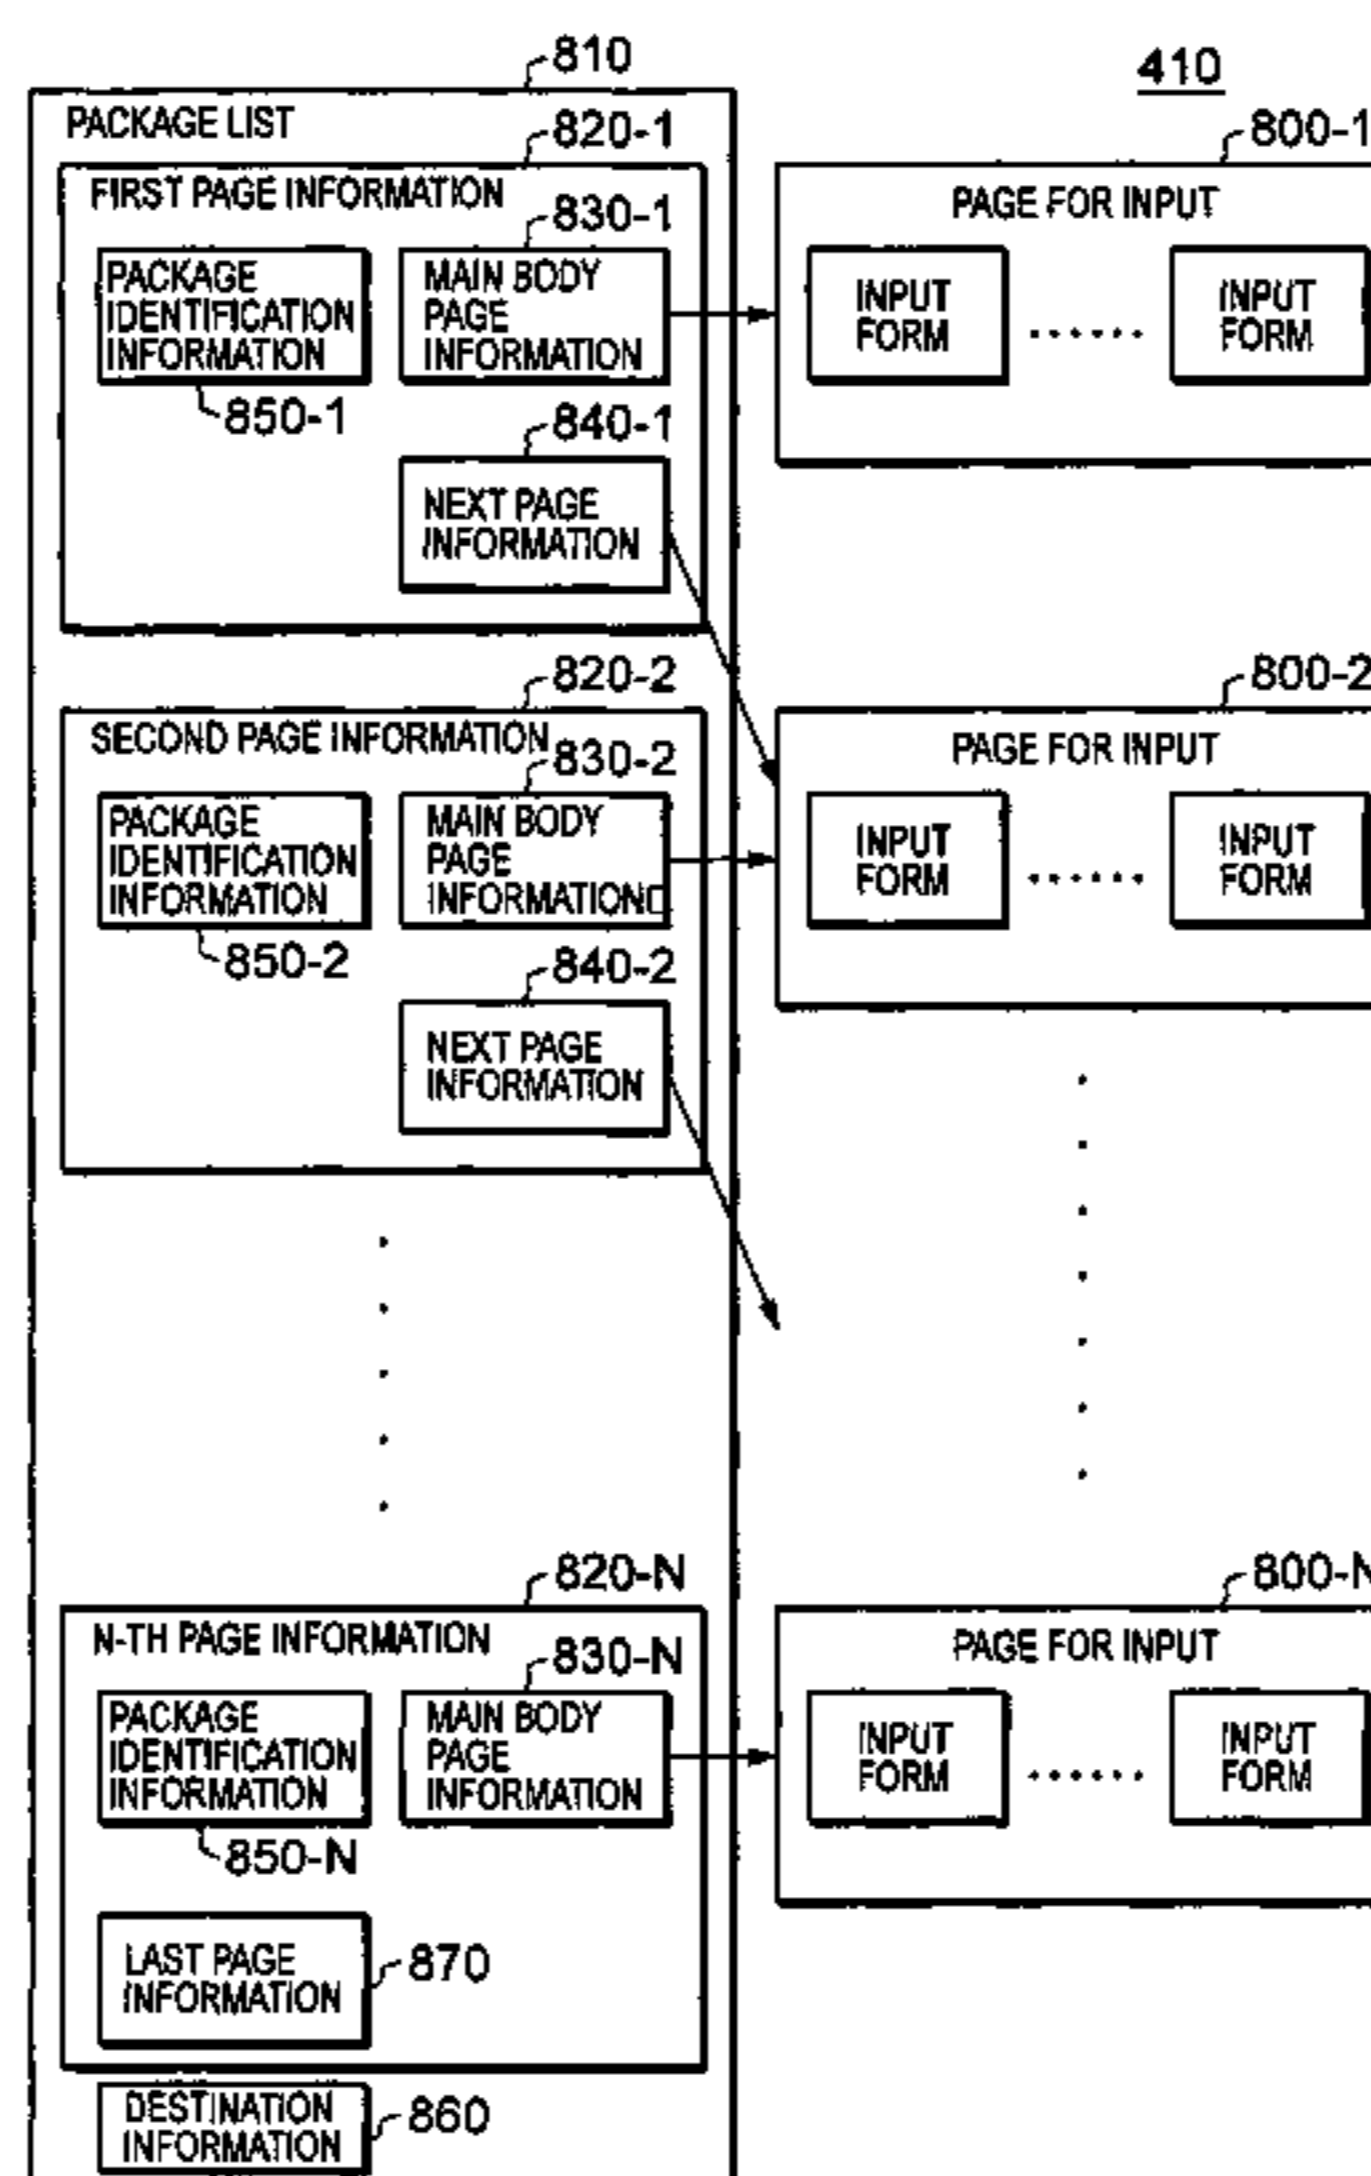 810
410
PACKAGE LIST
820-1
800-1
FIRST PAGE INFORMATION
PAGE FOR INPUT
830-1
PACKAGE
IDENTIFICATION
INFORMATION
MAIN BODY
PAGE
INFORMATION
INPUT
FORM
......
INPUT
FORM
850-1
840-1
NEXT PAGE
INFORMATION
820-2
800-2
SECOND PAGE INFORMATION
PAGE FOR INPUT
830-2
PACKAGE
IDENTIFICATION
INFORMATION
MAIN BODY
PAGE
INFORMATION
INPUT
FORM
......
INPUT
FORM
850-2
840-2
NEXT PAGE
INFORMATION
820-N
800-N
N-TH PAGE INFORMATION
PAGE FOR INPUT
830-N
PACKAGE
IDENTIFICATION
INFORMATION
MAIN BODY
PAGE
INFORMATION
INPUT
FORM
......
INPUT
FORM
850-N
LAST PAGE
INFORMATION
870
DESTINATION
INFORMATION
860